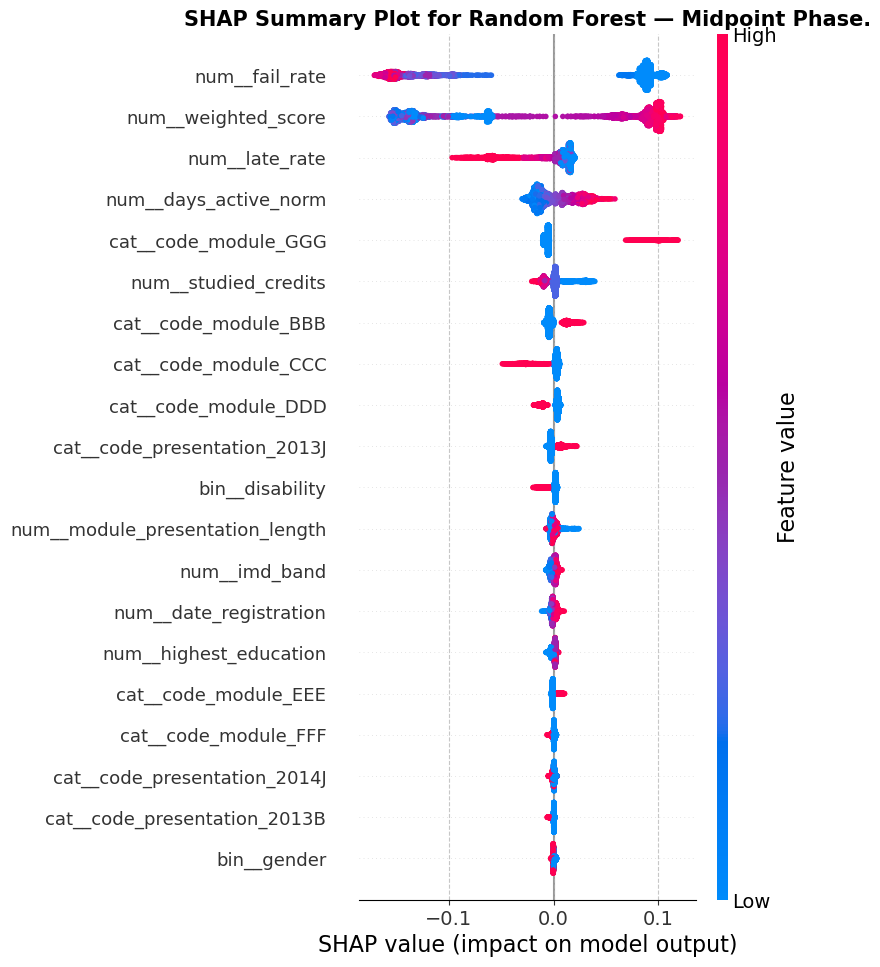 SHAP Summary Plot for Random Forest — Midpoint Phase.
High
num__fail_rate
num__weighted_score
num__late_rate
num__days_active_norm
cat__code_module_GGG
num__studied_credits
cat__code_module_BBB
cat__code_module_CCC
cat__code_module_DDD
cat__code_presentation_2013J
bin__disability
num__module_presentation_length
num__imd_band
num__date_registration
num__highest_education
cat__code_module_EEE
cat__code_module_FFF
cat__code_presentation_2014J
cat__code_presentation_2013B
bin__gender
Feature value
Low
−0.1 0.0 0.1
SHAP value (impact on model output)